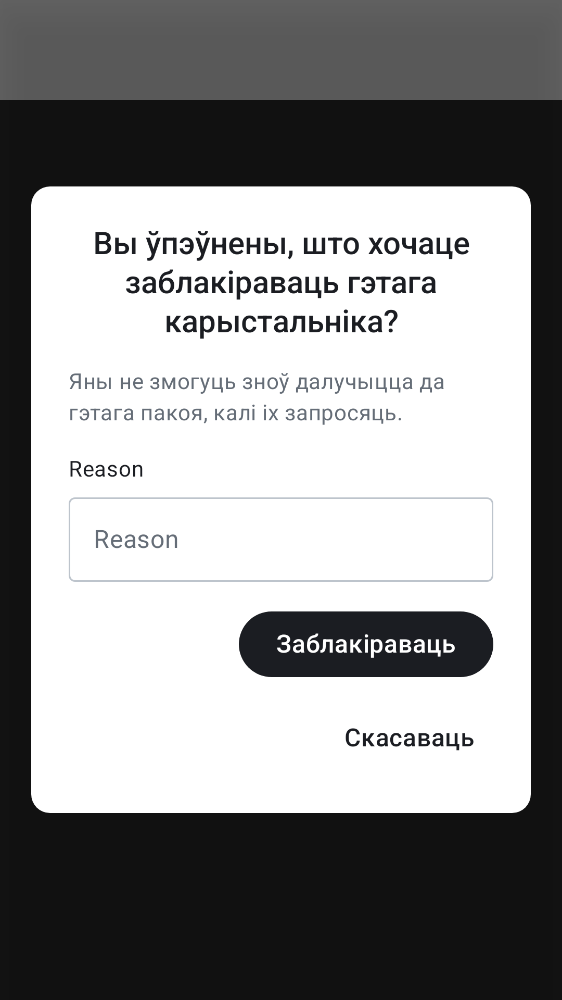 Вы ўпэўнены, што хочаце
заблакіраваць гэтага
карыстальніка?
Яны не змогуць зноў далучыцца да
гэтага пакоя, калі іх запросяць.
Reason
Reason
Заблакіраваць
Скасаваць